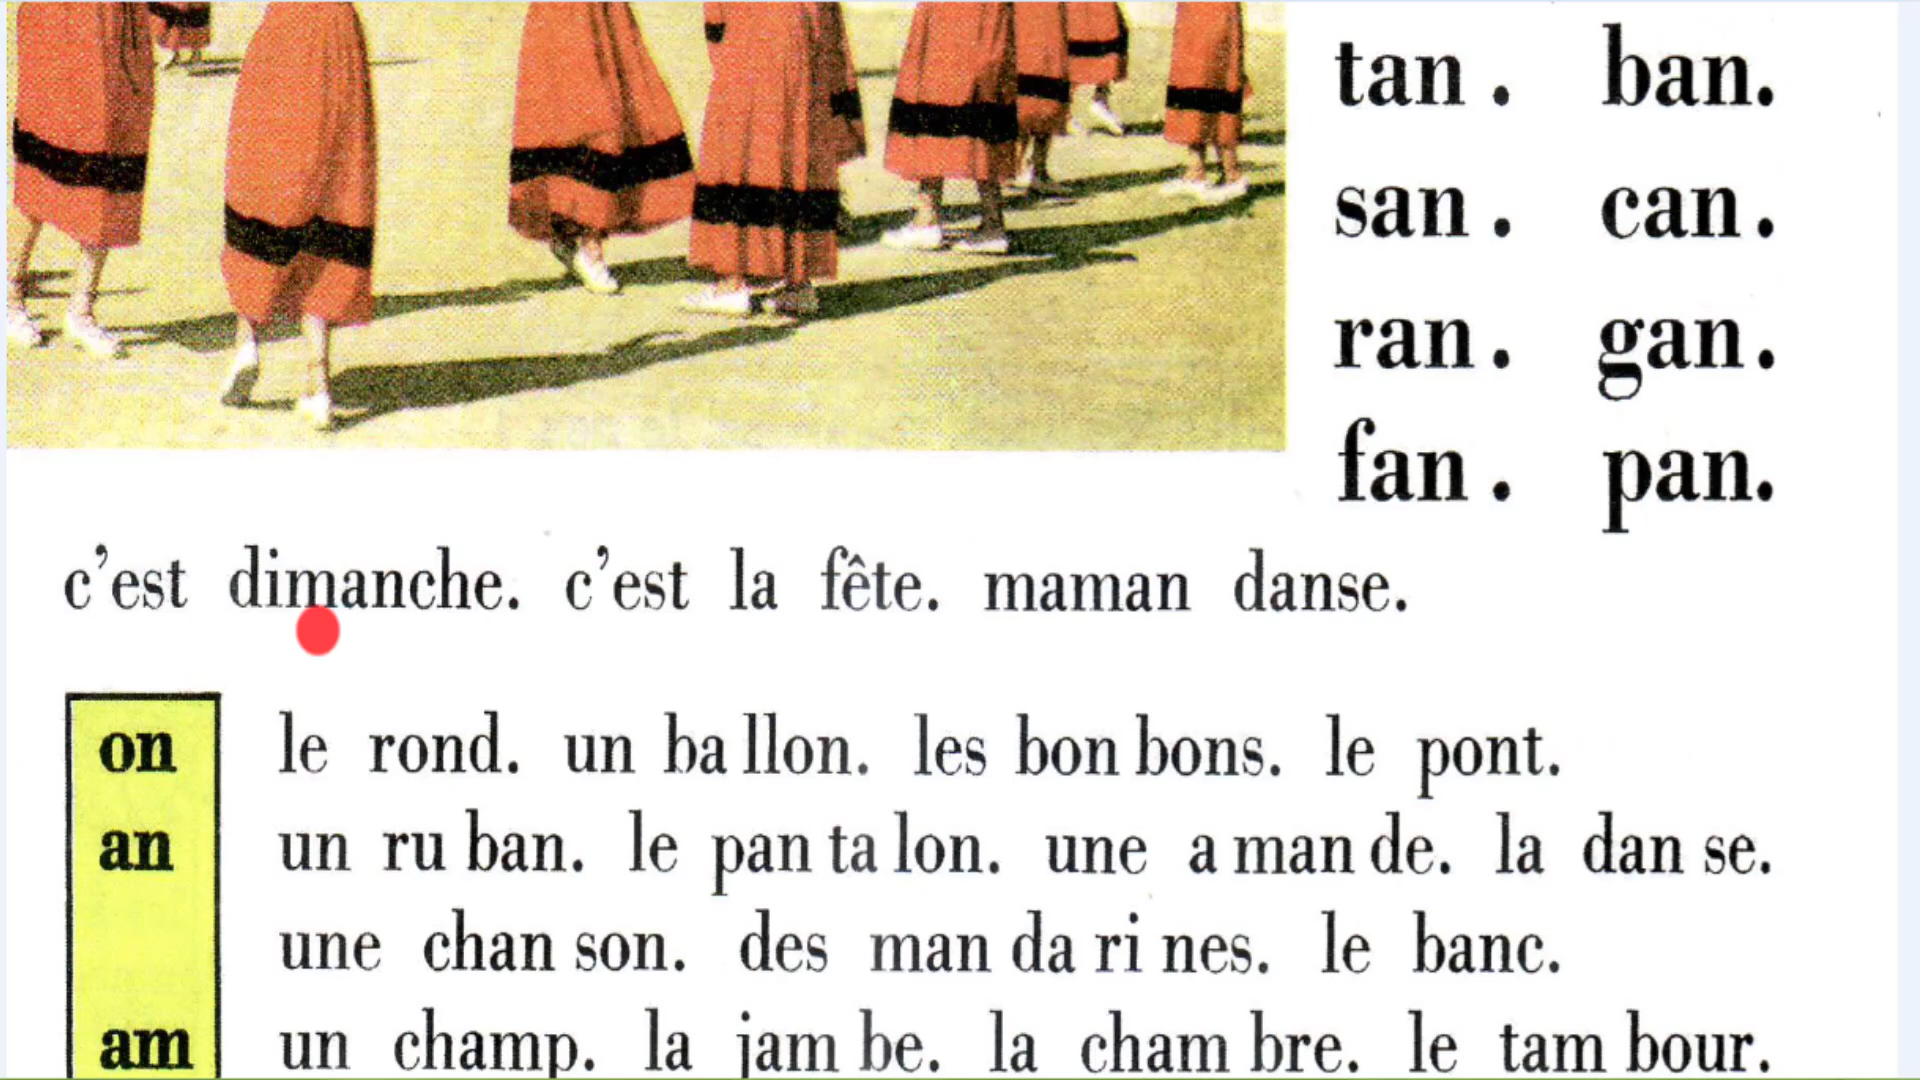 tan . ban.
san . can.
ran . gan.
fan . pan.
c'est dimanche. c'est la fête. maman danse.
on le rond. un ba llon. les bon bons. le pont.
an un ru ban. le pan ta lon. une a man de. la dan se.
une chan son. des man da ri nes. le banc.
am un champ. la jam be. la cham bre. le tam bour.